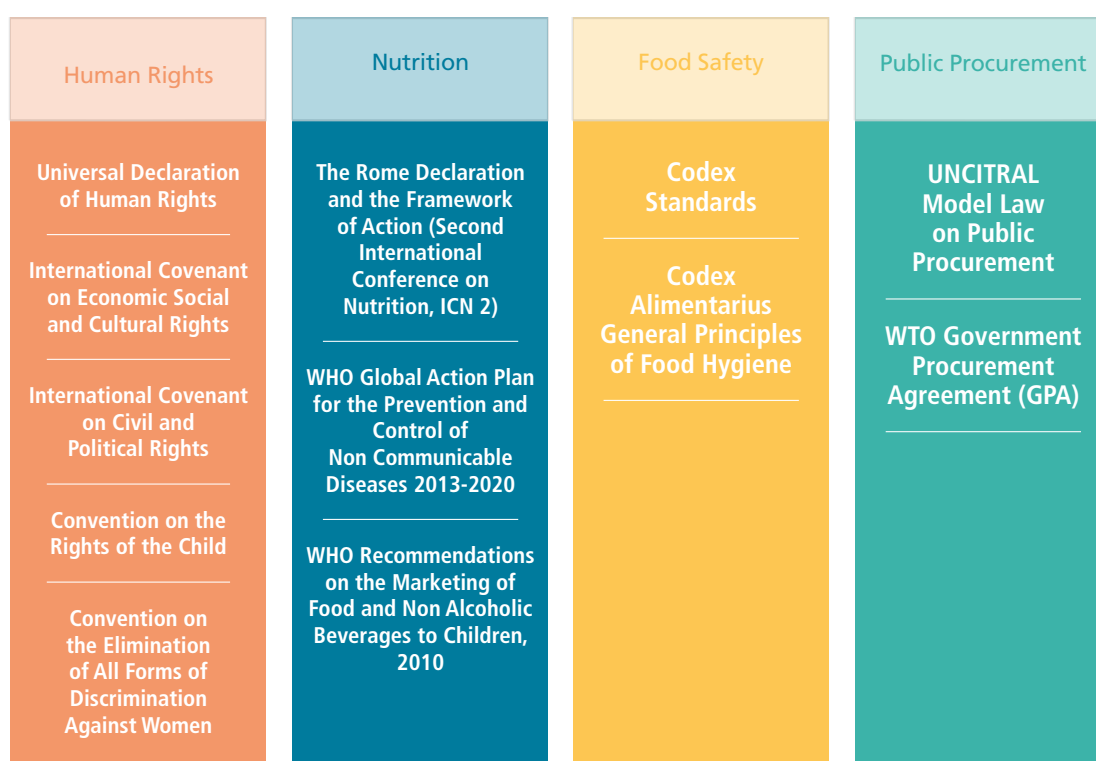 Human Rights
Universal Declaration
of Human Rights
International Covenant
on Economic Social
and Cultural Rights
International Covenant
on Civil and
Political Rights
Convention on the
Rights of the Child
Convention on
the Elimination
of All Forms of
Discrimination
Against Women
Nutrition
The Rome Declaration
and the Framework
of Action (Second
International
Conference on
Nutrition, ICN 2)
WHO Global Action Plan
for the Prevention and
Control of
Non Communicable
Diseases 2013-2020
WHO Recommendations
on the Marketing of
Food and Non Alcoholic
Beverages to Children,
2010
Food Safety
Codex
Standards
Codex
Alimentarius
General Principles
of Food Hygiene
Public Procurement
UNCITRAL
Model Law
on Public
Procurement
WTO Government
Procurement
Agreement (GPA)